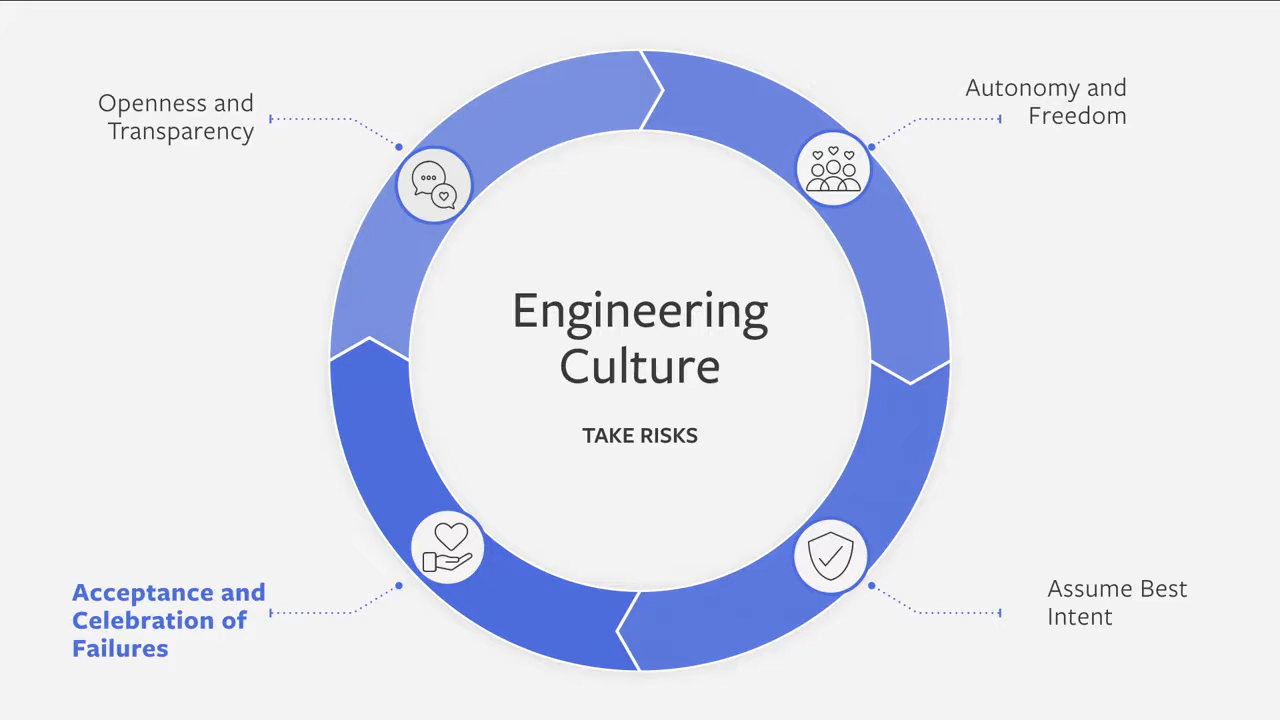 Openness and
Transparency
Autonomy and
Freedom
Engineering
Culture
TAKE RISKS
Acceptance and
Celebration of
Failures
Assume Best
Intent